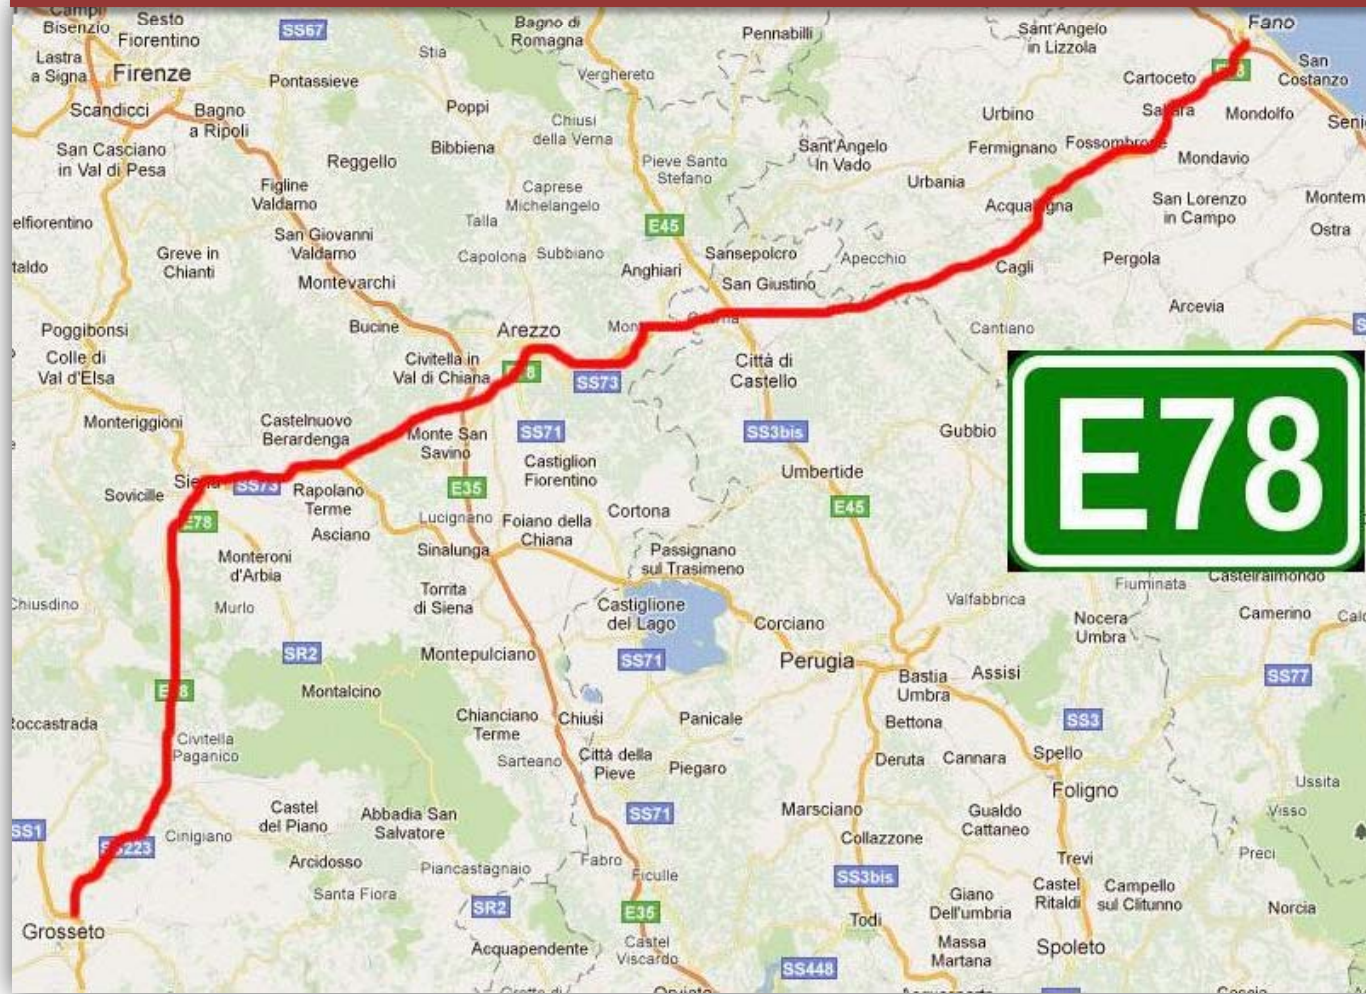 Bisenzio
Sesto
Fiorentino
SS67
Bagno di
Romagna
Pennabilli
Sant'Angelo
in Lizzola
Fano
Lastra
a Signa
Firenze
Pontassieve
Stia
Verghereto
Cartoceto
San
Costanzo
Scandicci
Bagno
a Ripoli
Poppi
Chiusi
della Verna
Urbino
Mondolfo
San Casciano
in Val di Pesa
Reggello
Bibbiena
Sant'Angelo
In Vado
Fermignano
Fossombrone
Mondavio
Pieve Santo
Stefano
Figline
Valdarno
Caprese
Michelangelo
Urbania
San Lorenzo
in Campo
Talla
E45
San Giovanni
Valdarno
Greve in
Chianti
Capolona
Subbiano
Sansepolcro
Apecchio
Anghiari
Cagli
Pergola
Ostra
Montevarchi
San Giustino
Arcevia
Poggibonsi
Bucine
Arezzo
Cantiano
Colle di
Val d'Elsa
Civitella in
Val di Chiana
SS73
Città di
Castello
E78
Monteriggioni
Castelnuovo
Berardenga
Monte San
Savino
SS71
SS3bis
Gubbio
Castiglion
Fiorentino
Umbertide
Siena
SS73
Sovicille
Rapolano
Terme
E35
E45
E78
Asciano
Lucignano
Foiano della
Chiana
Cortona
Monteroni
d'Arbia
Sinalunga
Passignano
sul Trasimeno
Murlo
Torrita
di Siena
Castiglione
del Lago
Corciano
Valfabbrica
Fiuminata
Castelraimondo
Nocera
Umbra
Camerino
SR2
Montepulciano
SS71
Perugia
Assisi
SS77
Montalcino
Bastia
Umbra
Chianciano
Terme
Chiusi
Panicale
Bettona
SS3
Civitella
Paganico
Sarteano
Città della
Pieve
Piegaro
Deruta
Cannara
Spello
Foligno
Ussita
Visso
Castel
del Piano
Abbadia San
Salvatore
SS71
Marsciano
Gualdo
Cattaneo
SS1
SS223
Cinigiano
Collazzone
Preci
Arcidosso
Piancastagnaio
Fabro
Ficulle
Trevi
Santa Fiora
SS3bis
Castel
Ritaldi
Campello
sul Clitunno
SR2
E35
Giano
Dell'umbria
Norcia
Grosseto
Todi
Acquapendente
Castel
Viscardo
Massa
Martana
Spoleto
SS448